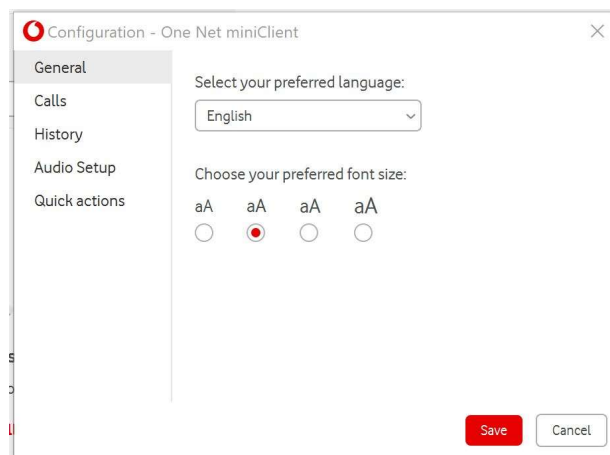 Configuration - One Net miniClient
General
Calls
History
Audio Setup
Quick actions
Select your preferred language:
English
Choose your preferred font size:
aA aA aA aA
Save Cancel